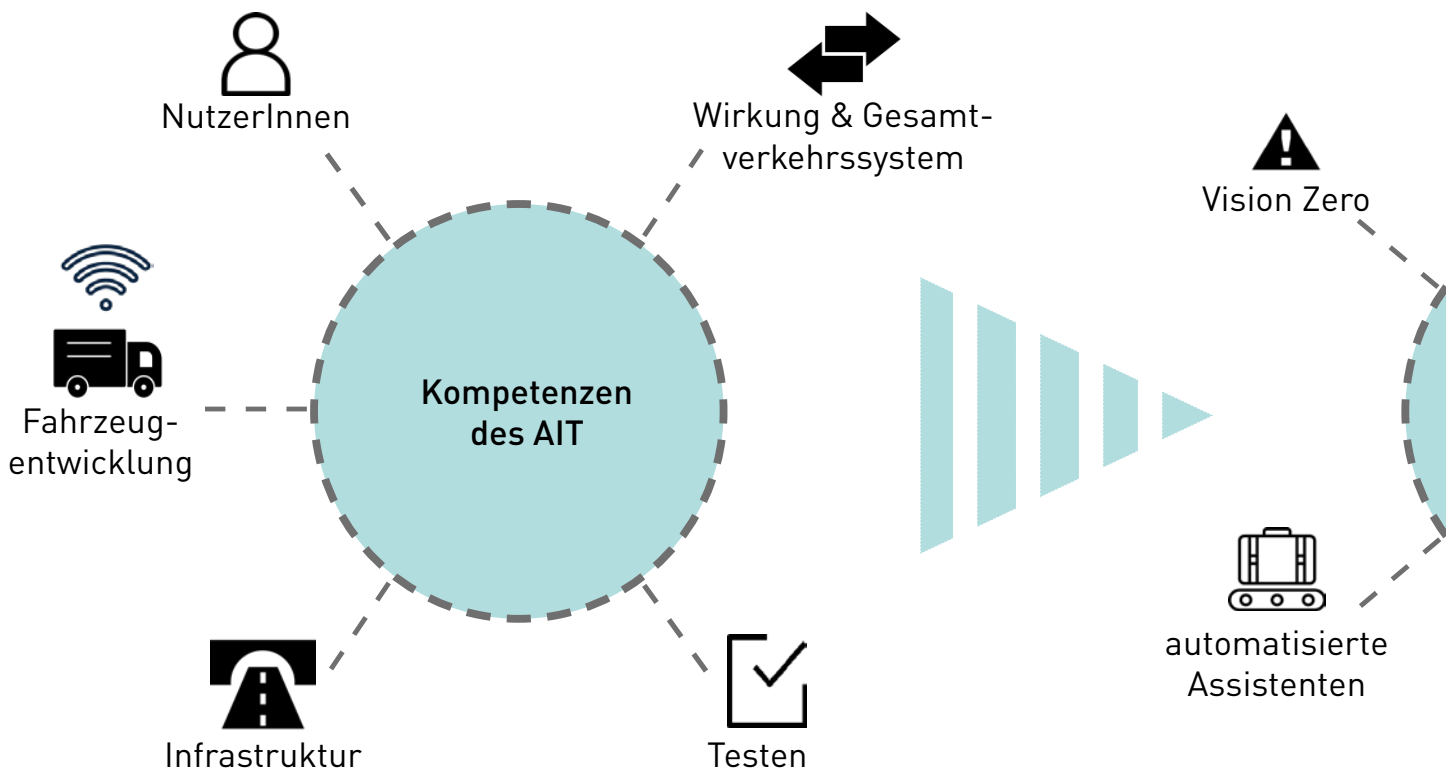 NutzerInnen
Wirkung & Gesamt-
verkehrssystem
Vision Zero
Fahrzeug-
entwicklung
Kompetenzen
des AIT
automatisierte
Assistenten
Infrastruktur
Testen